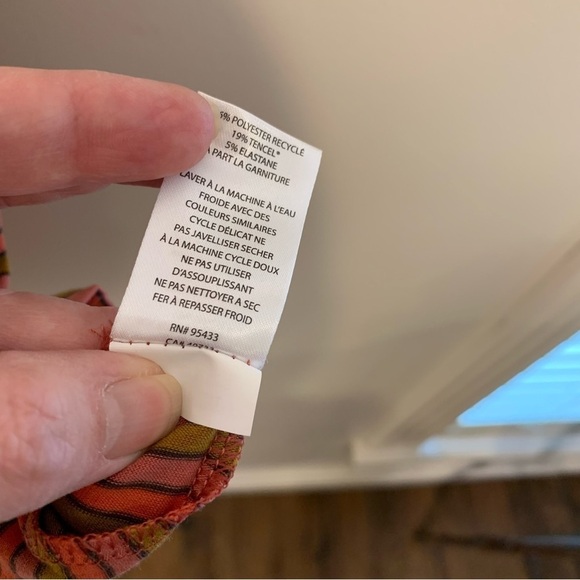 % POLYESTER RECYCLÉ
19% TENCEL*
5% ÉLASTANE
PART LA GARNITURE
LAVER À LA MACHINE À L'EAU
FROIDE AVEC DES
COULEURS SIMILAIRES
CYCLE DÉLICAT NE
PAS JAVELLISER SECHER
À LA MACHINE CYCLE DOUX
NE PAS UTILISER
D'ASSOUPLISSANT
NE PAS NETTOYER À SEC
FER À REPASSER FROID
RN# 95433